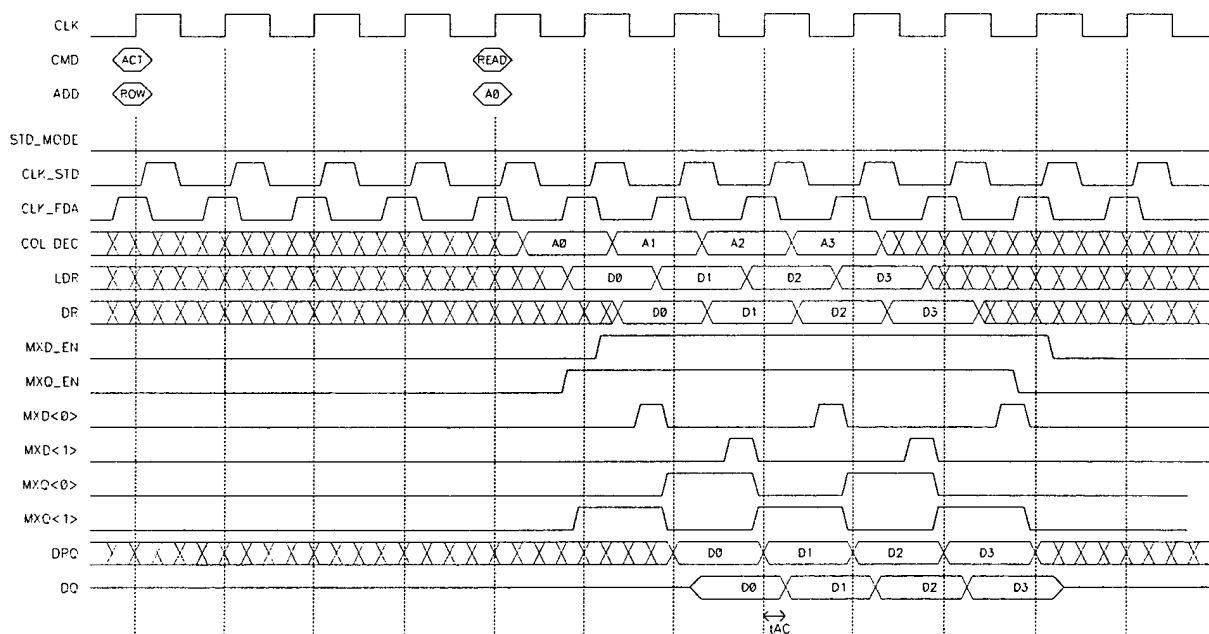 CLK
CMD ACT READ
ADD ROW A0
STD_MODE
CLK_STD
CLK_FDA
COL DEC A0 A1 A2 A3
LDR D0 D1 D2 D3
DR D0 D1 D2 D3
MXD_EN
MXQ_EN
MXD<0>
MXD<1>
MXQ<0>
MXQ<1>
DPQ D0 D1 D2 D3
DQ D0 D1 D2 D3
tAC